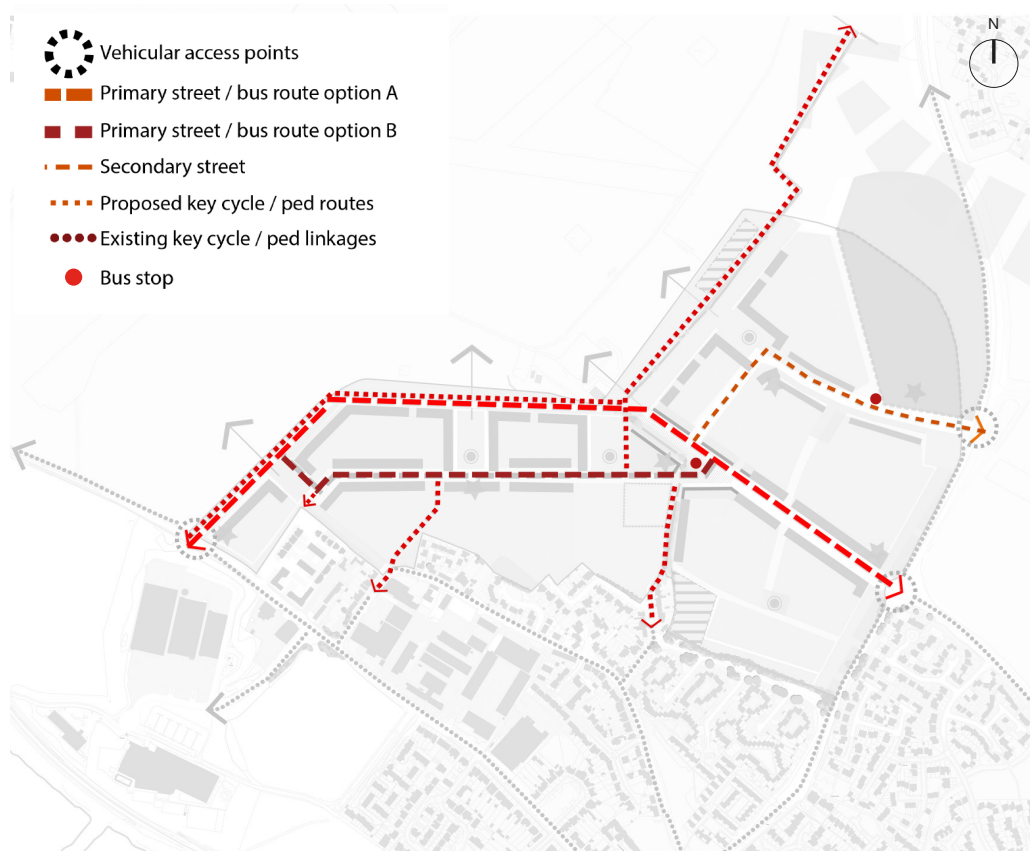 N
Vehicular access points
Primary street / bus route option A
Primary street / bus route option B
Secondary street
Proposed key cycle / ped routes
Existing key cycle / ped linkages
Bus stop